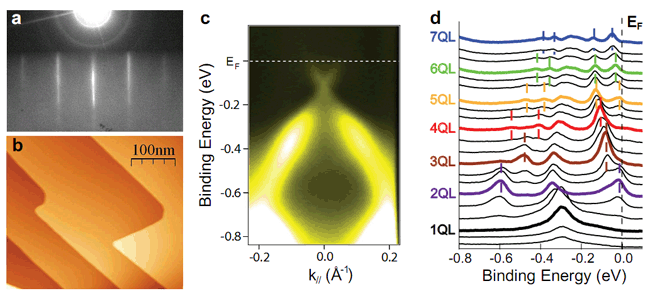 a
b
100nm
c
Binding Energy (eV)
E_F
-0.2
-0.4
-0.6
-0.8
-0.2
0.0
0.2
k// (Å⁻¹)
d
E_F
7QL
6QL
5QL
4QL
3QL
2QL
1QL
-0.8
-0.6
-0.4
-0.2
0.0
Binding Energy (eV)